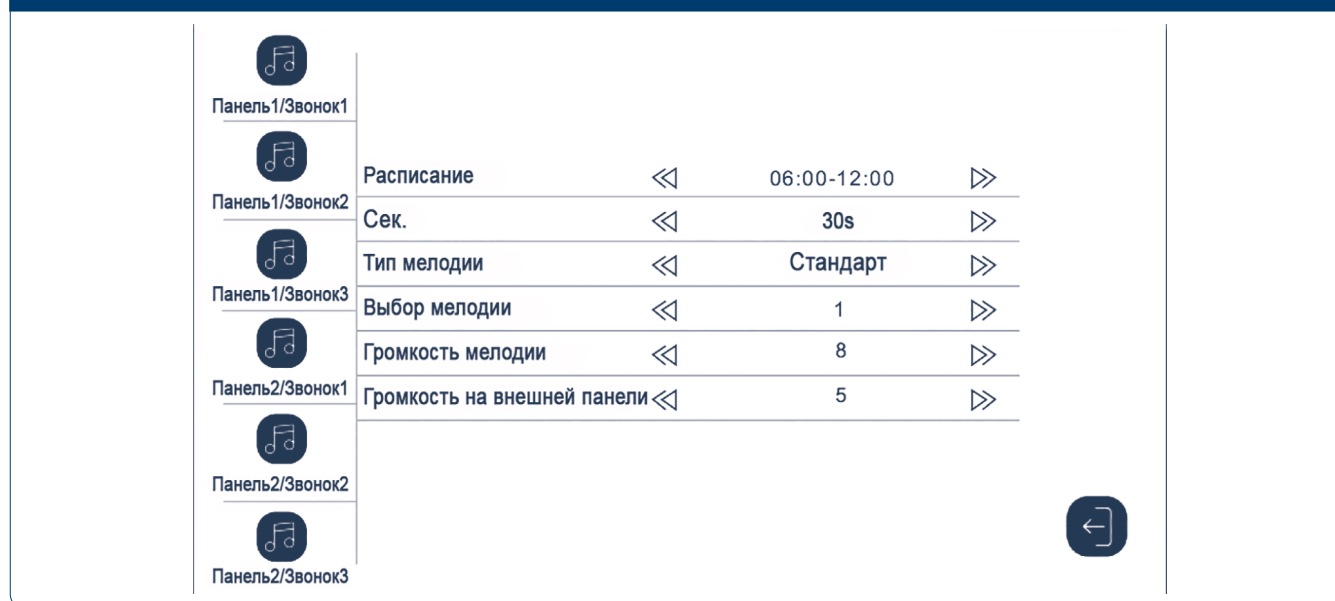 Панель1/Звонок1
Панель1/Звонок2
Панель1/Звонок3
Панель2/Звонок1
Панель2/Звонок2
Панель2/Звонок3
Расписание 06:00-12:00
Сек. 30s
Тип мелодии Стандарт
Выбор мелодии 1
Громкость мелодии 8
Громкость на внешней панели 5